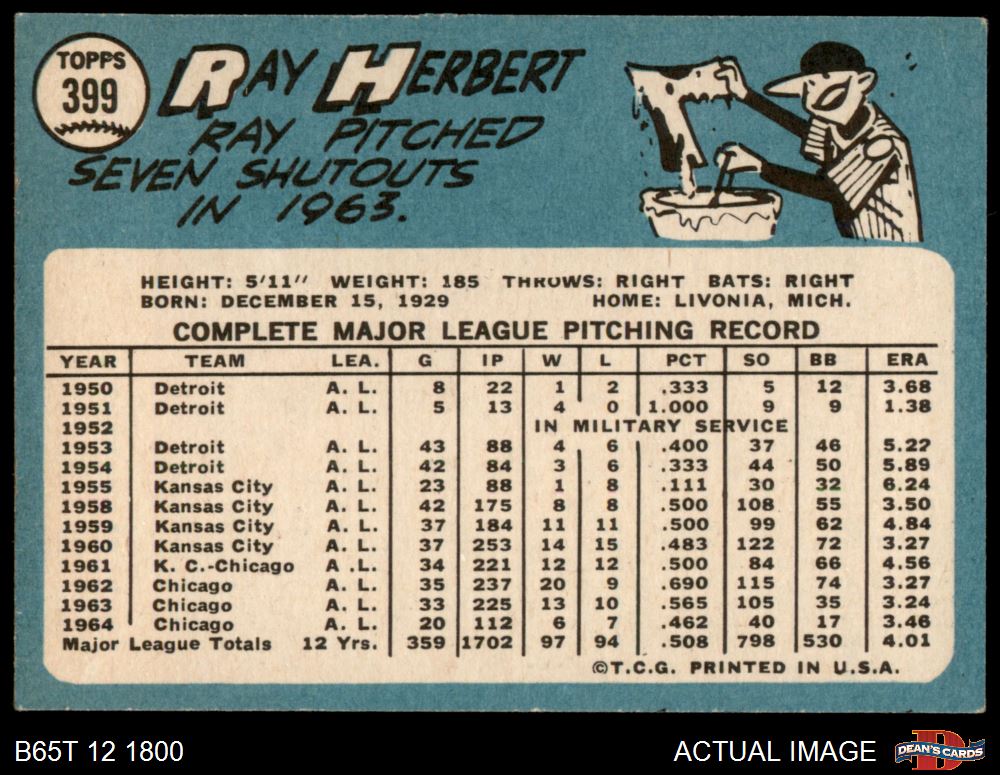 TOPPS
399
RAY HERBERT
RAY PITCHED
SEVEN SHUTOUTS
IN 1963.
HEIGHT: 5'11" WEIGHT: 185 THROWS: RIGHT BATS: RIGHT
BORN: DECEMBER 15, 1929 HOME: LIVONIA, MICH.
COMPLETE MAJOR LEAGUE PITCHING RECORD
YEAR TEAM LEA. G IP W L PCT SO BB ERA
1950 Detroit A. L. 8 22 1 2 .333 5 12 3.68
1951 Detroit A. L. 5 13 4 0 1.000 9 9 1.38
1952 IN MILITARY SERVICE
1953 Detroit A. L. 43 88 4 6 .400 37 46 5.22
1954 Detroit A. L. 42 84 3 6 .333 44 50 5.89
1955 Kansas City A. L. 23 88 1 8 .111 30 32 6.24
1958 Kansas City A. L. 42 175 8 8 .500 108 55 3.50
1959 Kansas City A. L. 37 184 11 11 .500 99 62 4.84
1960 Kansas City A. L. 37 253 14 15 .483 122 72 3.27
1961 K. C.-Chicago A .L. 34 221 12 12 .500 84 66 4.56
1962 Chicago A. L. 35 237 20 9 .690 115 74 3.27
1963 Chicago A. L. 33 225 13 10 .565 105 35 3.24
1964 Chicago A. L. 20 112 6 7 .462 40 17 3.46
Major League Totals 12 Yrs. 359 1702 97 94 .508 798 530 4.01
©T.C.G. PRINTED IN U.S.A.
B65T 12 1800 ACTUAL IMAGE DEAN'S CARDS